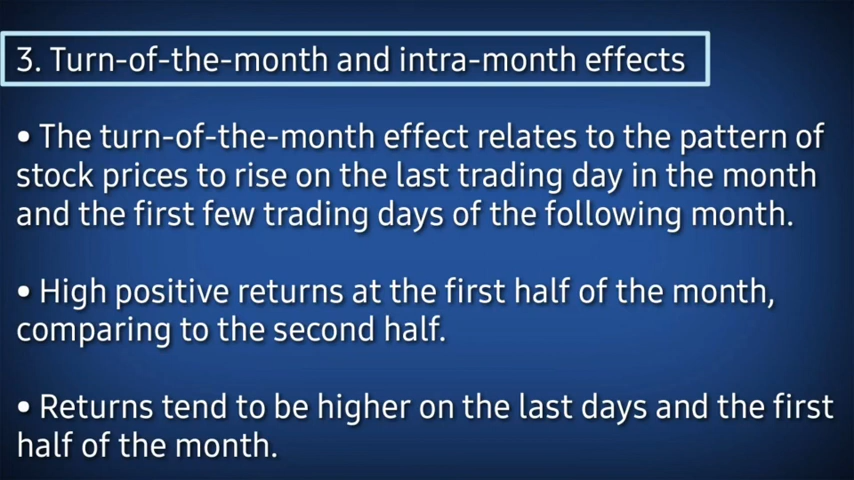 3. Turn-of-the-month and intra-month effects
• The turn-of-the-month effect relates to the pattern of
stock prices to rise on the last trading day in the month
and the first few trading days of the following month.
• High positive returns at the first half of the month,
comparing to the second half.
• Returns tend to be higher on the last days and the first
half of the month.